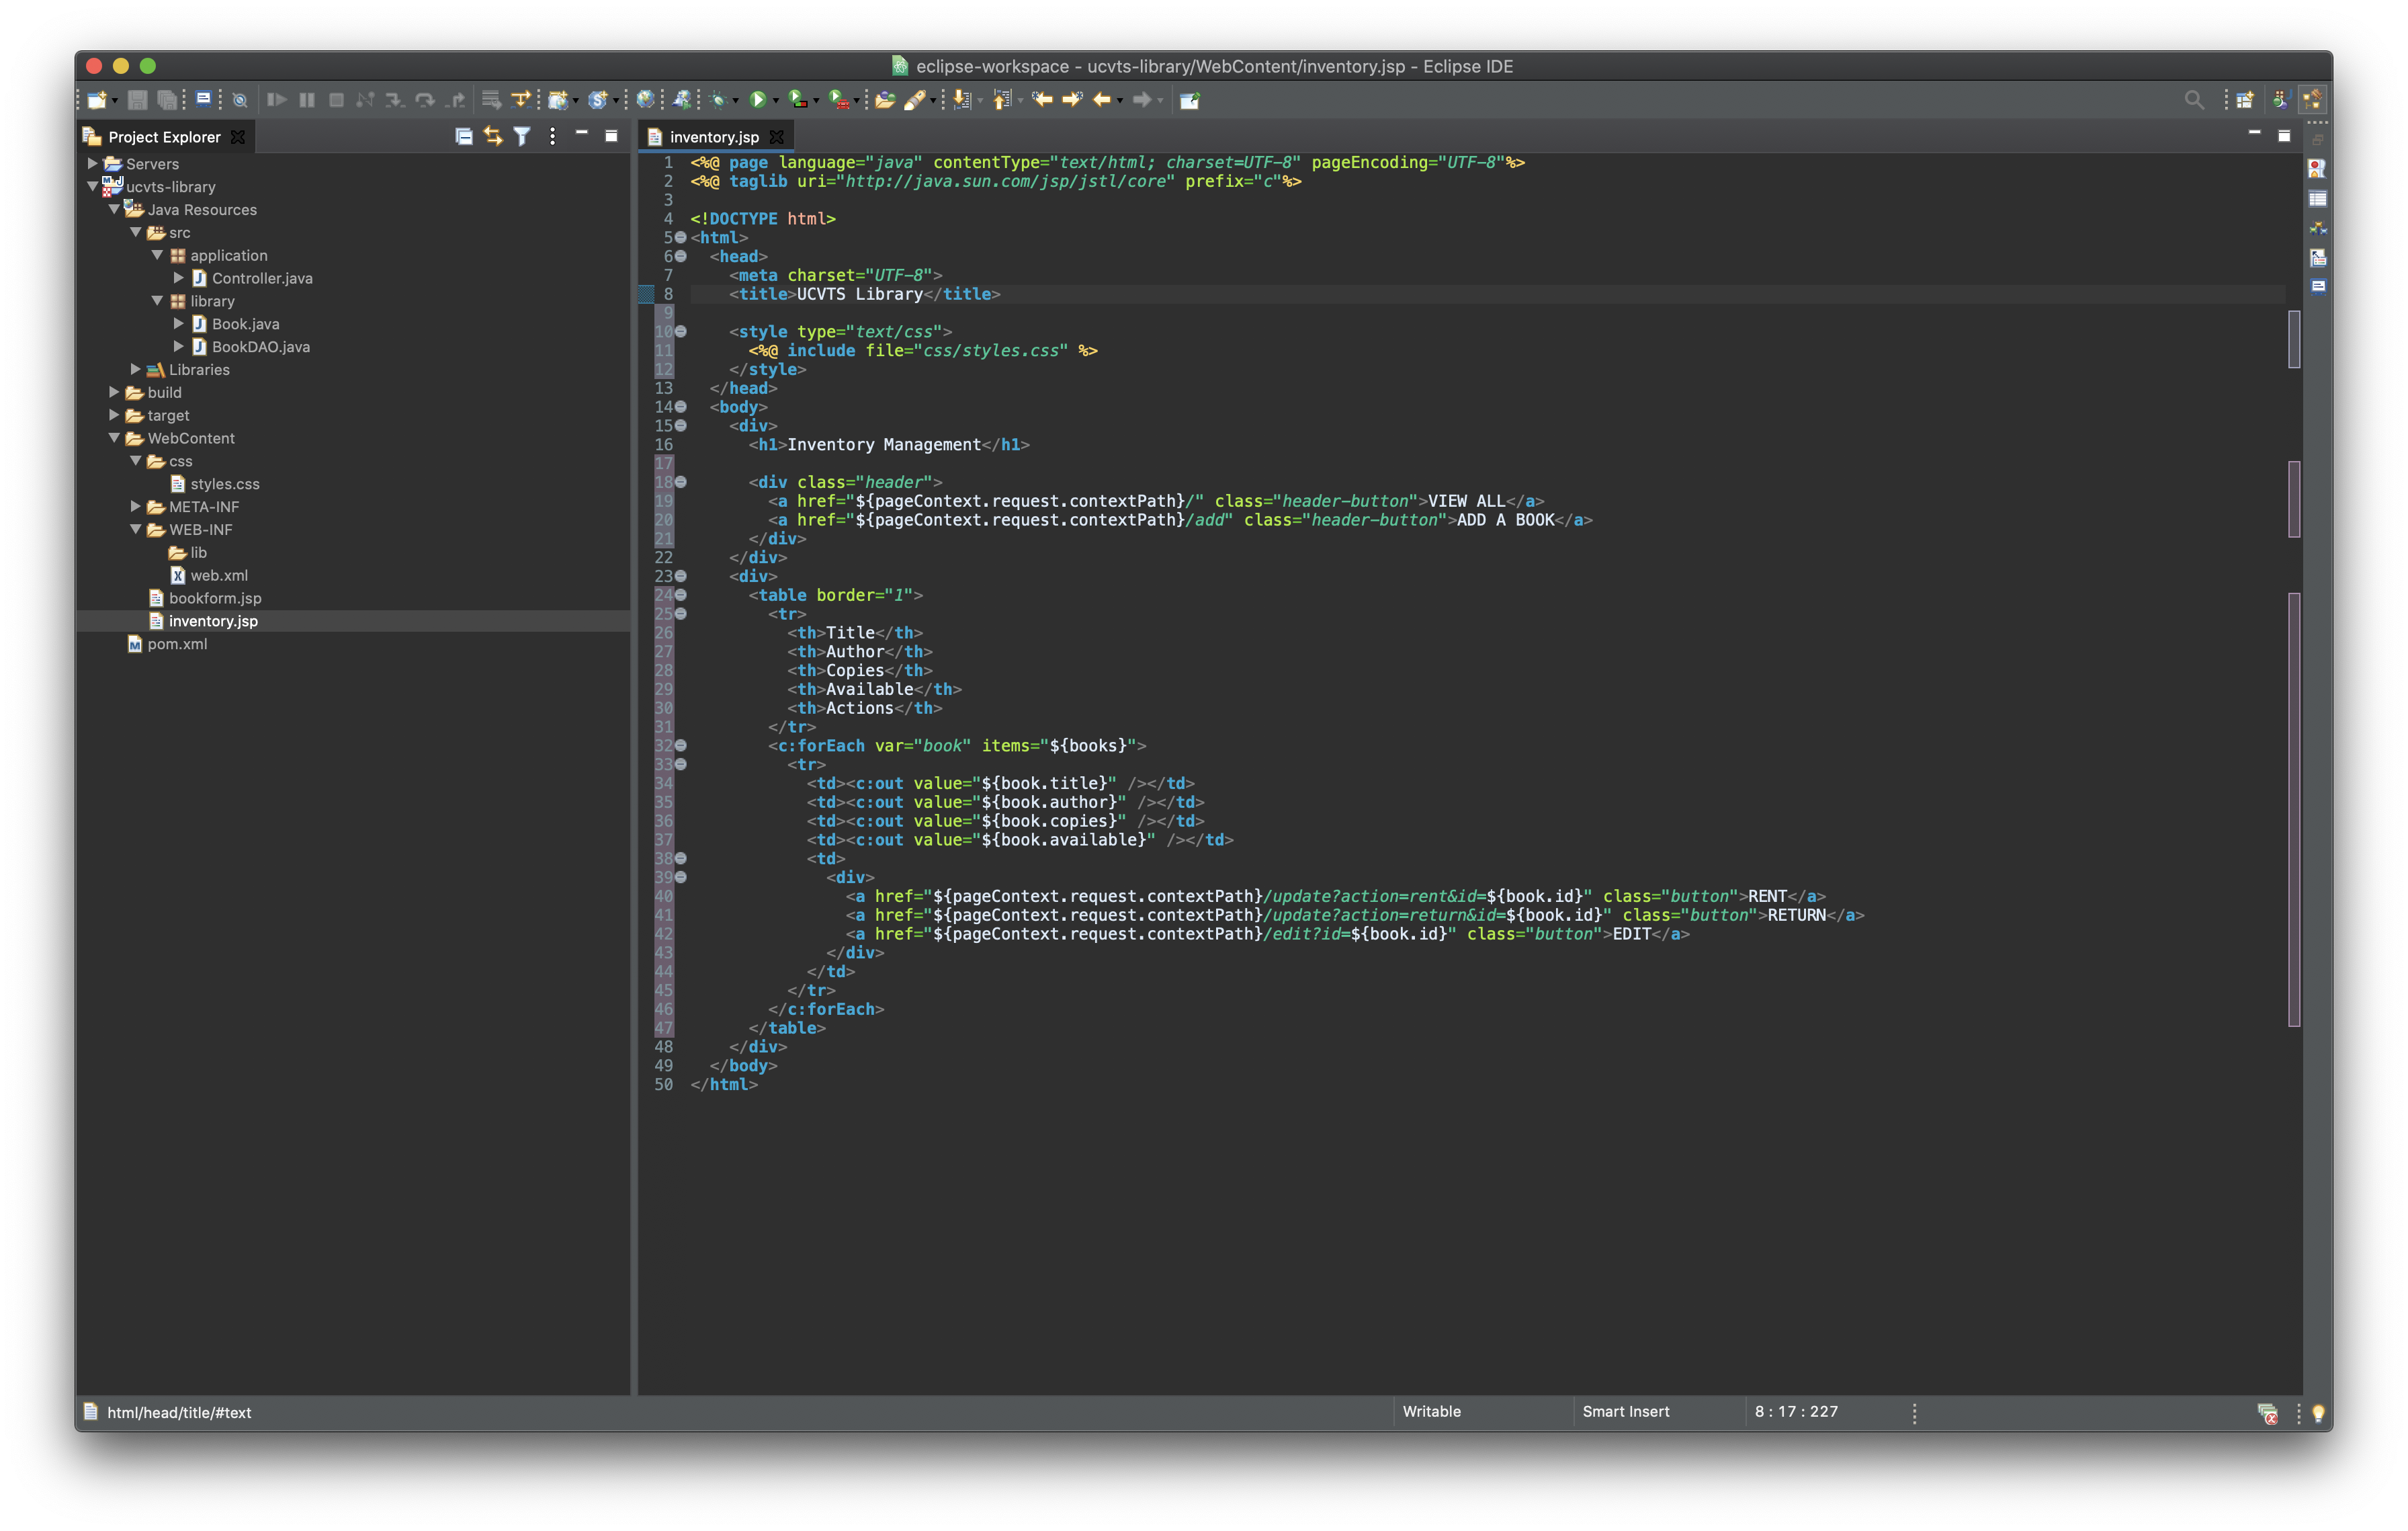 eclipse-workspace - ucvts-library/WebContent/inventory.jsp - Eclipse IDE
Project Explorer
Servers
ucvts-library
Java Resources
src
application
Controller.java
library
Book.java
BookDAO.java
Libraries
build
target
WebContent
css
styles.css
META-INF
WEB-INF
lib
web.xml
bookform.jsp
inventory.jsp
pom.xml
inventory.jsp
1 <%@ page language="java" contentType="text/html; charset=UTF-8" pageEncoding="UTF-8"%>
2 <%@ taglib uri="http://java.sun.com/jsp/jstl/core" prefix="c"%>
3
4 <!DOCTYPE html>
5 <html>
6 <head>
7 <meta charset="UTF-8">
8 <title>UCVTS Library</title>
9
10 <style type="text/css">
11 <%@ include file="css/styles.css" %>
12 </style>
13 </head>
14 <body>
15 <div>
16 <h1>Inventory Management</h1>
17
18 <div class="header">
19 <a href="${pageContext.request.contextPath}/" class="header-button">VIEW ALL</a>
20 <a href="${pageContext.request.contextPath}/add" class="header-button">ADD A BOOK</a>
21 </div>
22 </div>
23 <div>
24 <table border="1">
25 <tr>
26 <th>Title</th>
27 <th>Author</th>
28 <th>Copies</th>
29 <th>Available</th>
30 <th>Actions</th>
31 </tr>
32 <c:forEach var="book" items="${books}">
33 <tr>
34 <td><c:out value="${book.title}" /></td>
35 <td><c:out value="${book.author}" /></td>
36 <td><c:out value="${book.copies}" /></td>
37 <td><c:out value="${book.available}" /></td>
38 <td>
39 <div>
40 <a href="${pageContext.request.contextPath}/update?action=rent&id=${book.id}" class="button">RENT</a>
41 <a href="${pageContext.request.contextPath}/update?action=return&id=${book.id}" class="button">RETURN</a>
42 <a href="${pageContext.request.contextPath}/edit?id=${book.id}" class="button">EDIT</a>
43 </div>
44 </td>
45 </tr>
46 </c:forEach>
47 </table>
48 </div>
49 </body>
50 </html>
html/head/title/#text
Writable
Smart Insert
8 : 17 : 227